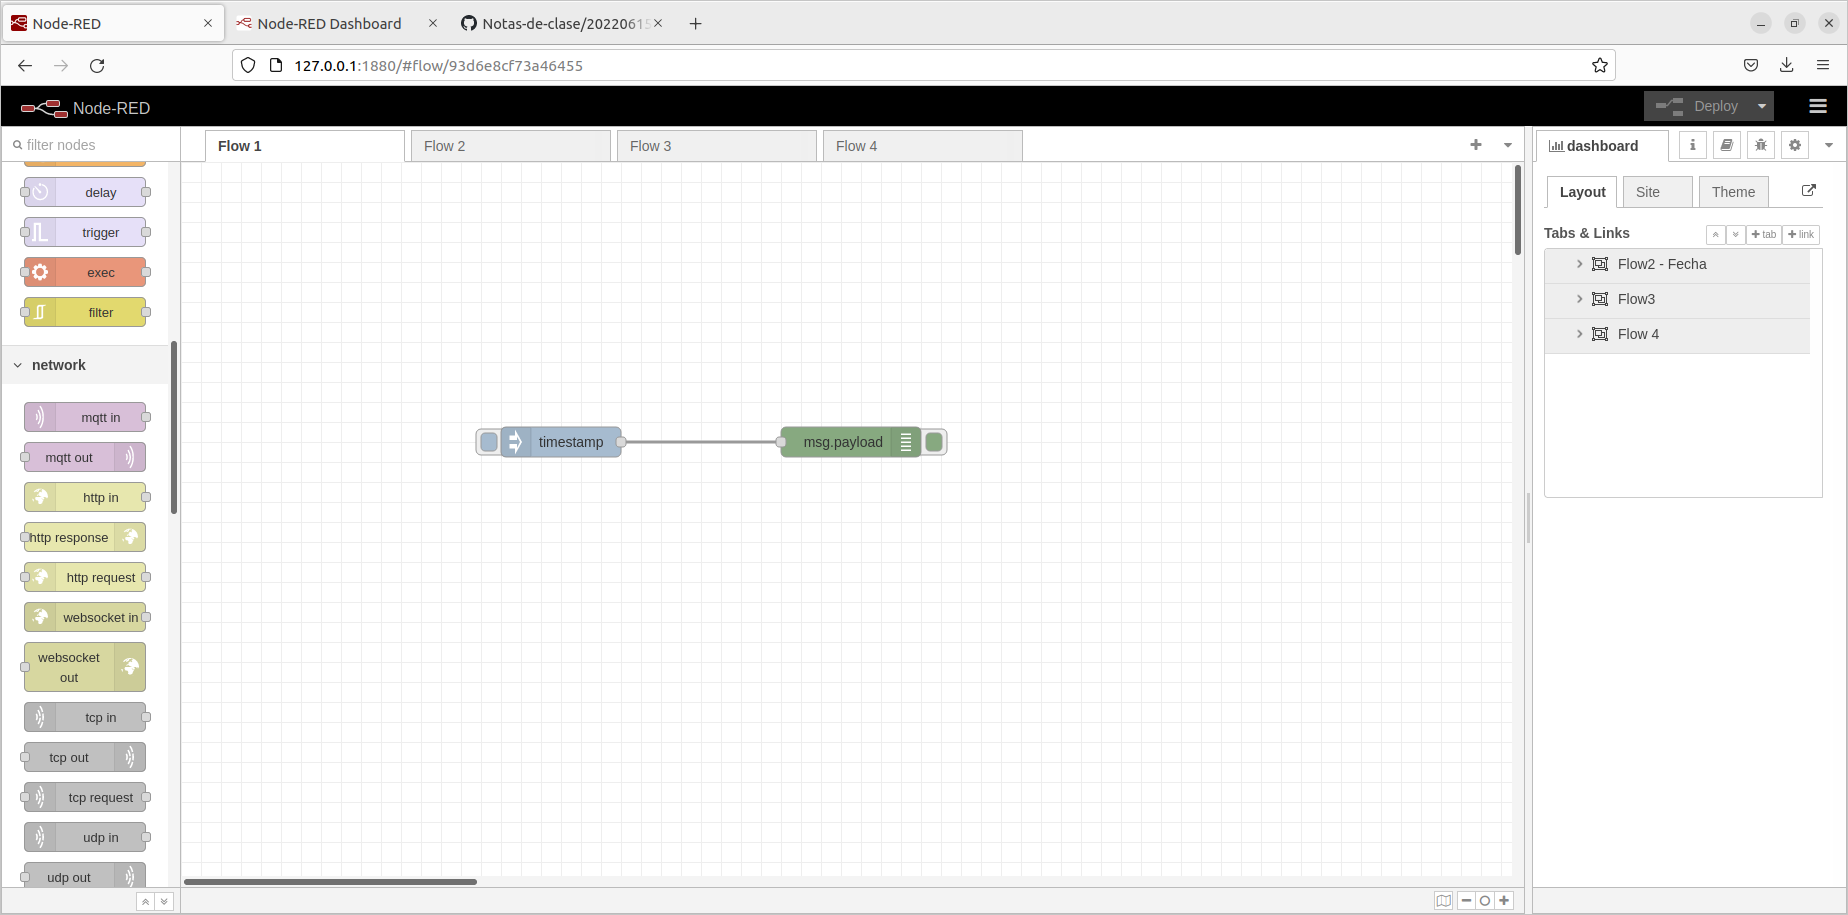 Node-RED
Node-RED Dashboard
Notas-de-clase/2022061
127.0.0.1:1880/#flow/93d6e8cf73a46455
Node-RED
Deploy
filter nodes
Flow 1
Flow 2
Flow 3
Flow 4
dashboard
delay
trigger
exec
filter
network
mqtt in
mqtt out
http in
http response
http request
websocket in
websocket
out
tcp in
tcp out
tcp request
udp in
udp out
timestamp
msg.payload
Layout
Site
Theme
Tabs & Links
tab
link
Flow2 - Fecha
Flow3
Flow 4